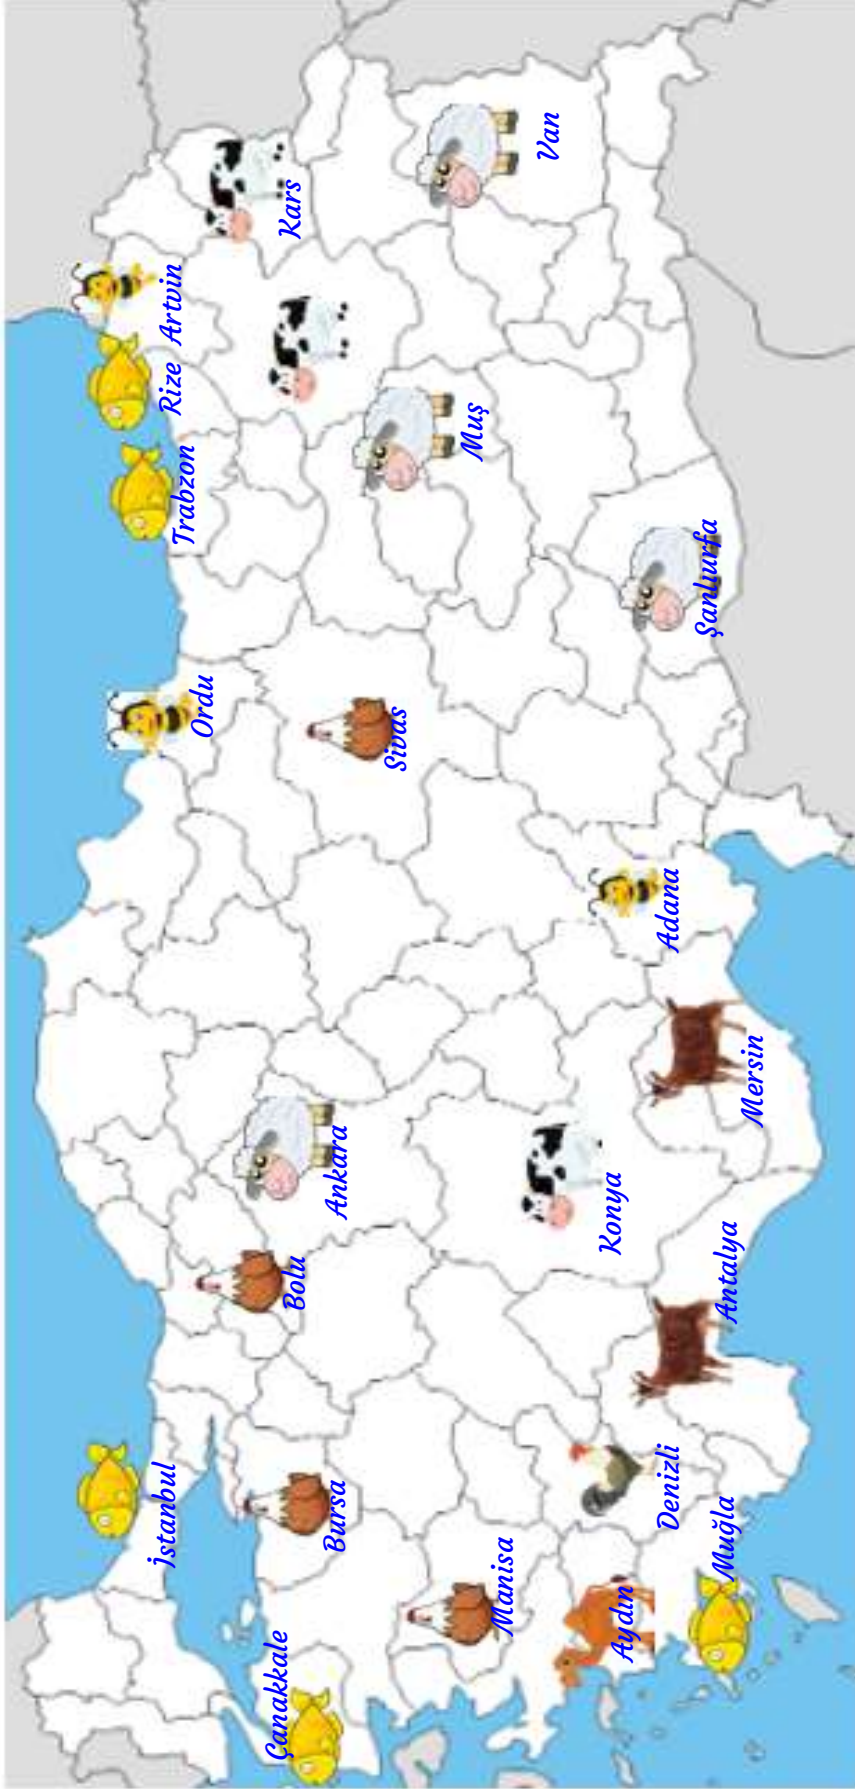 İstanbul
Çanakkale
Bursa
Bolu
Ankara
Manisa
Aydın
Denizli
Muğla
Antalya
Konya
Mersin
Adana
Sivas
Ordu
Trabzon
Rize
Artvin
Kars
Muş
Van
Şanlıurfa